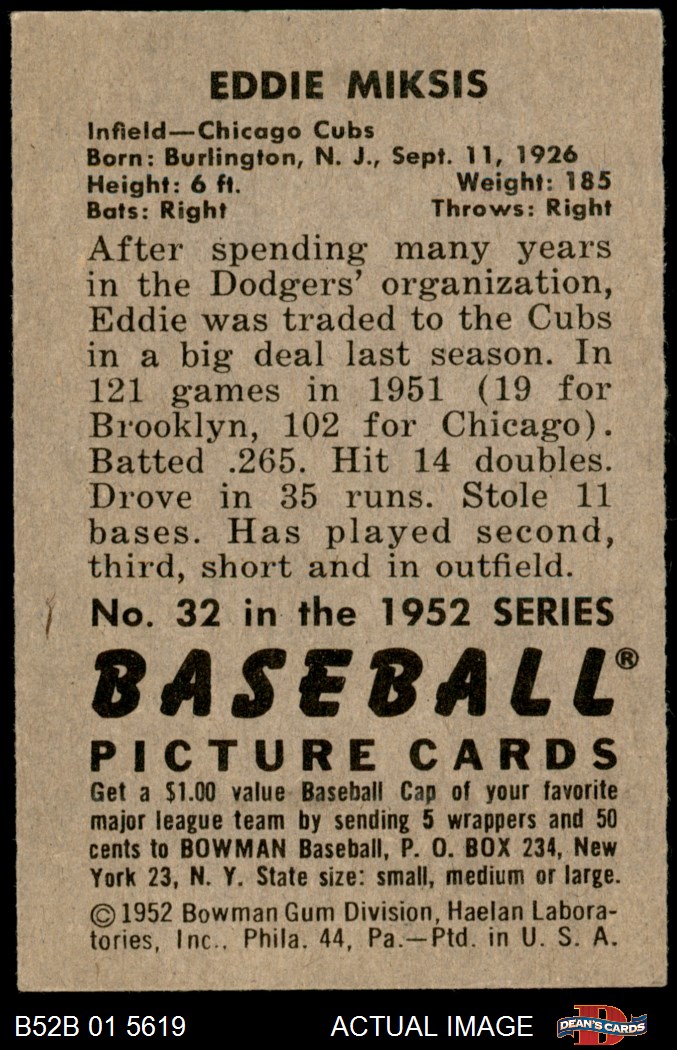 EDDIE MIKSIS
Infield—Chicago Cubs
Born: Burlington, N. J., Sept. 11, 1926
Height: 6 ft. Weight: 185
Bats: Right Throws: Right
After spending many years
in the Dodgers' organization,
Eddie was traded to the Cubs
in a big deal last season. In
121 games in 1951 (19 for
Brooklyn, 102 for Chicago).
Batted .265. Hit 14 doubles.
Drove in 35 runs. Stole 11
bases. Has played second,
third, short and in outfield.
No. 32 in the 1952 SERIES
BASEBALL®
PICTURE CARDS
Get a $1.00 value Baseball Cap of your favorite
major league team by sending 5 wrappers and 50
cents to BOWMAN Baseball, P. O. BOX 234, New
York 23, N. Y. State size: small, medium or large.
©1952 Bowman Gum Division, Haelan Labora-
tories, Inc., Phila. 44, Pa.—Ptd. in U. S. A.
B52B 01 5619 ACTUAL IMAGE D DEAN'S CARDS